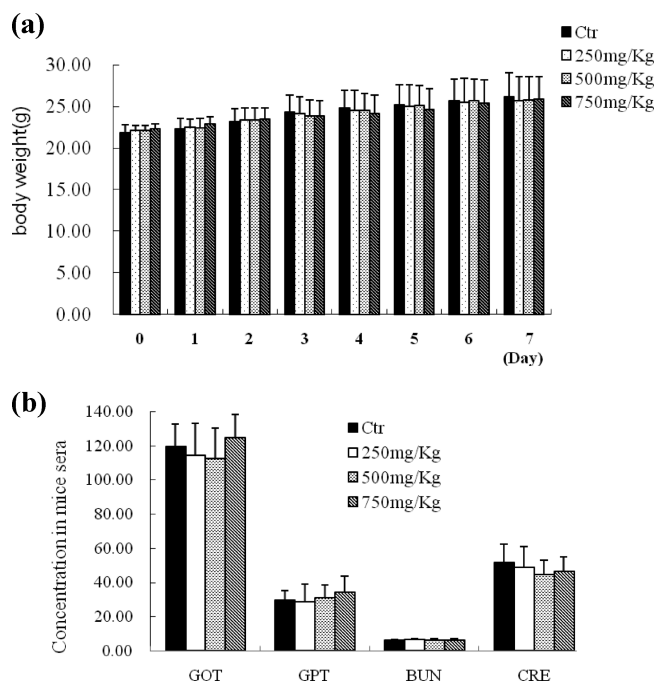 (a)
Ctr
250mg/Kg
500mg/Kg
750mg/Kg
body weight(g)
30.00
25.00
20.00
15.00
10.00
5.00
0.00
0 1 2 3 4 5 6 7
(Day)
(b)
Ctr
250mg/Kg
500mg/Kg
750mg/Kg
Concentration in mice sera
140.00
120.00
100.00
80.00
60.00
40.00
20.00
0.00
GOT GPT BUN CRE